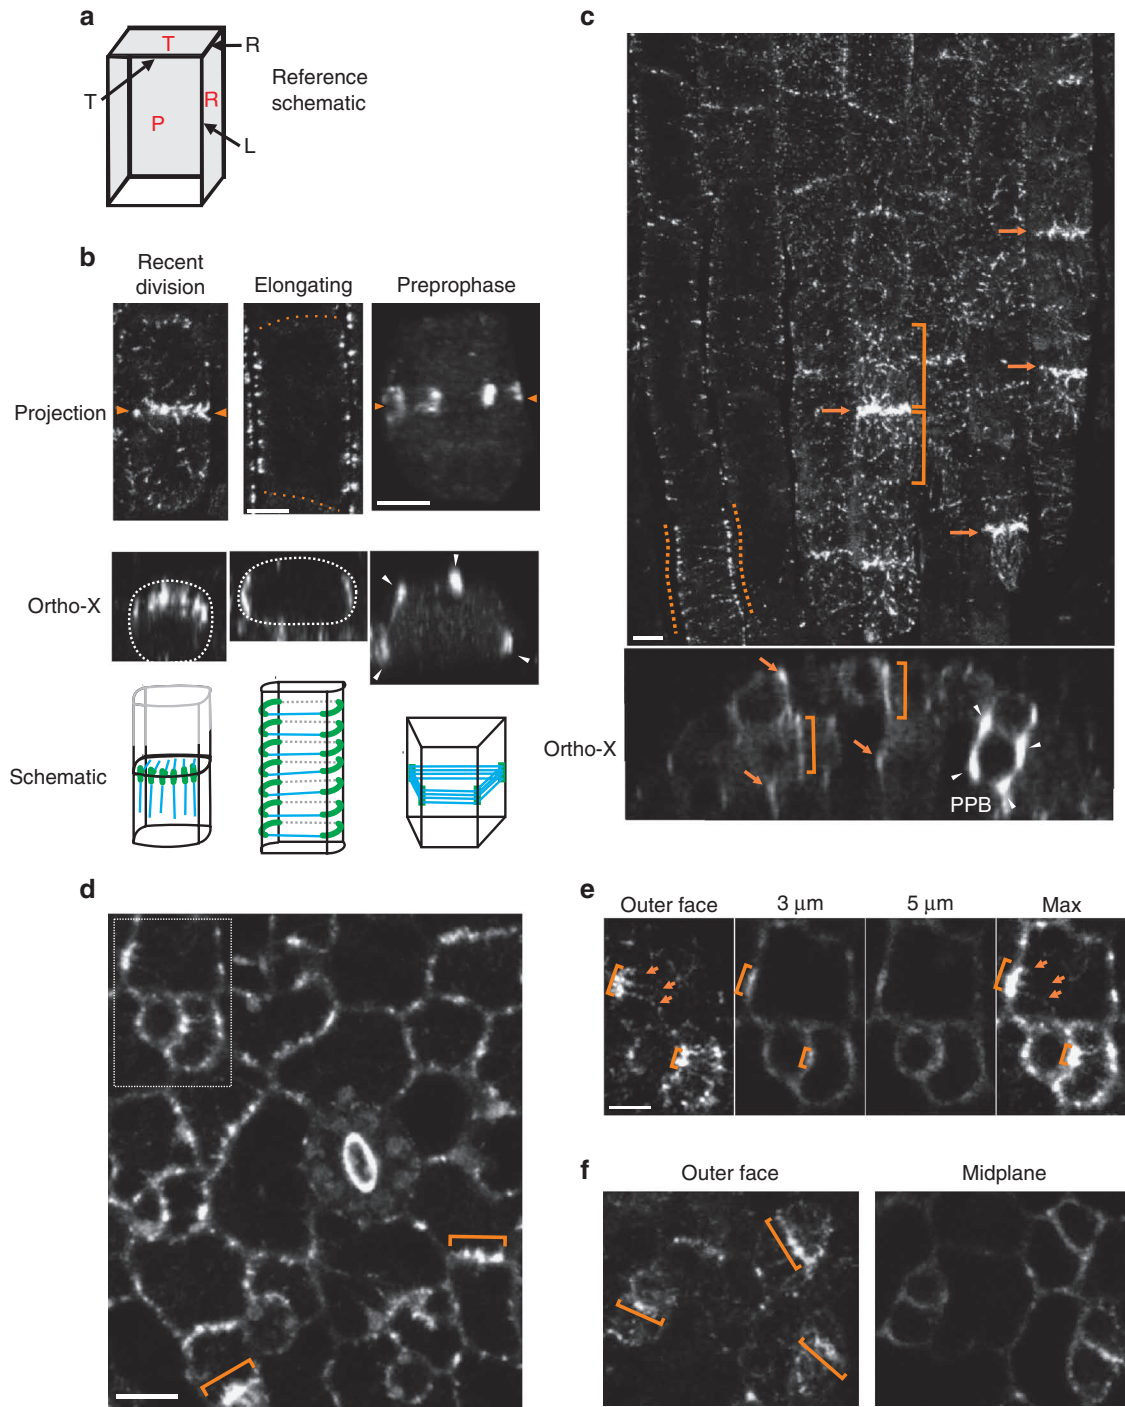 a
T
R
T
R
P
L
Reference
schematic
b
Recent
division
Elongating
Preprophase
Projection
Ortho-X
Schematic
c
Ortho-X
PPB
d
e
Outer face
3 μm
5 μm
Max
f
Outer face
Midplane